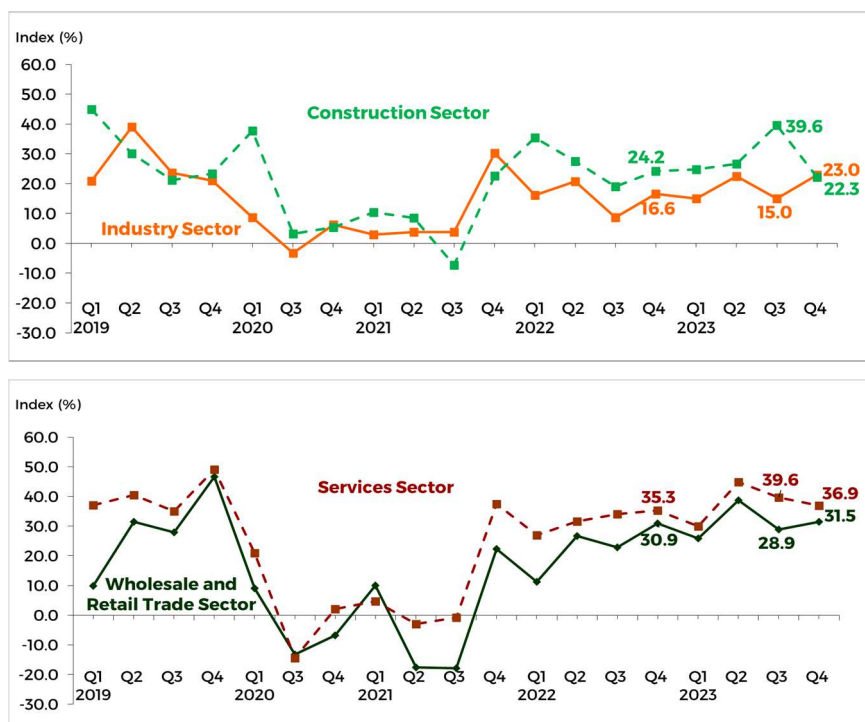 Index (%)
60.0
50.0
40.0
30.0
20.0
10.0
0.0
-10.0
-20.0
-30.0
Construction Sector
Industry Sector
39.6
24.2
23.0
22.3
16.6
15.0
Q1 Q2 Q3 Q4 Q1 Q3 Q4 Q1 Q2 Q3 Q4 Q1 Q2 Q3 Q4 Q1 Q2 Q3 Q4
2019 2020 2021 2022 2023
Index (%)
60.0
50.0
40.0
30.0
20.0
10.0
0.0
-10.0
-20.0
-30.0
Services Sector
Wholesale and
Retail Trade Sector
39.6
36.9
35.3
31.5
30.9
28.9
Q1 Q2 Q3 Q4 Q1 Q3 Q4 Q1 Q2 Q3 Q4 Q1 Q2 Q3 Q4 Q1 Q2 Q3 Q4
2019 2020 2021 2022 2023